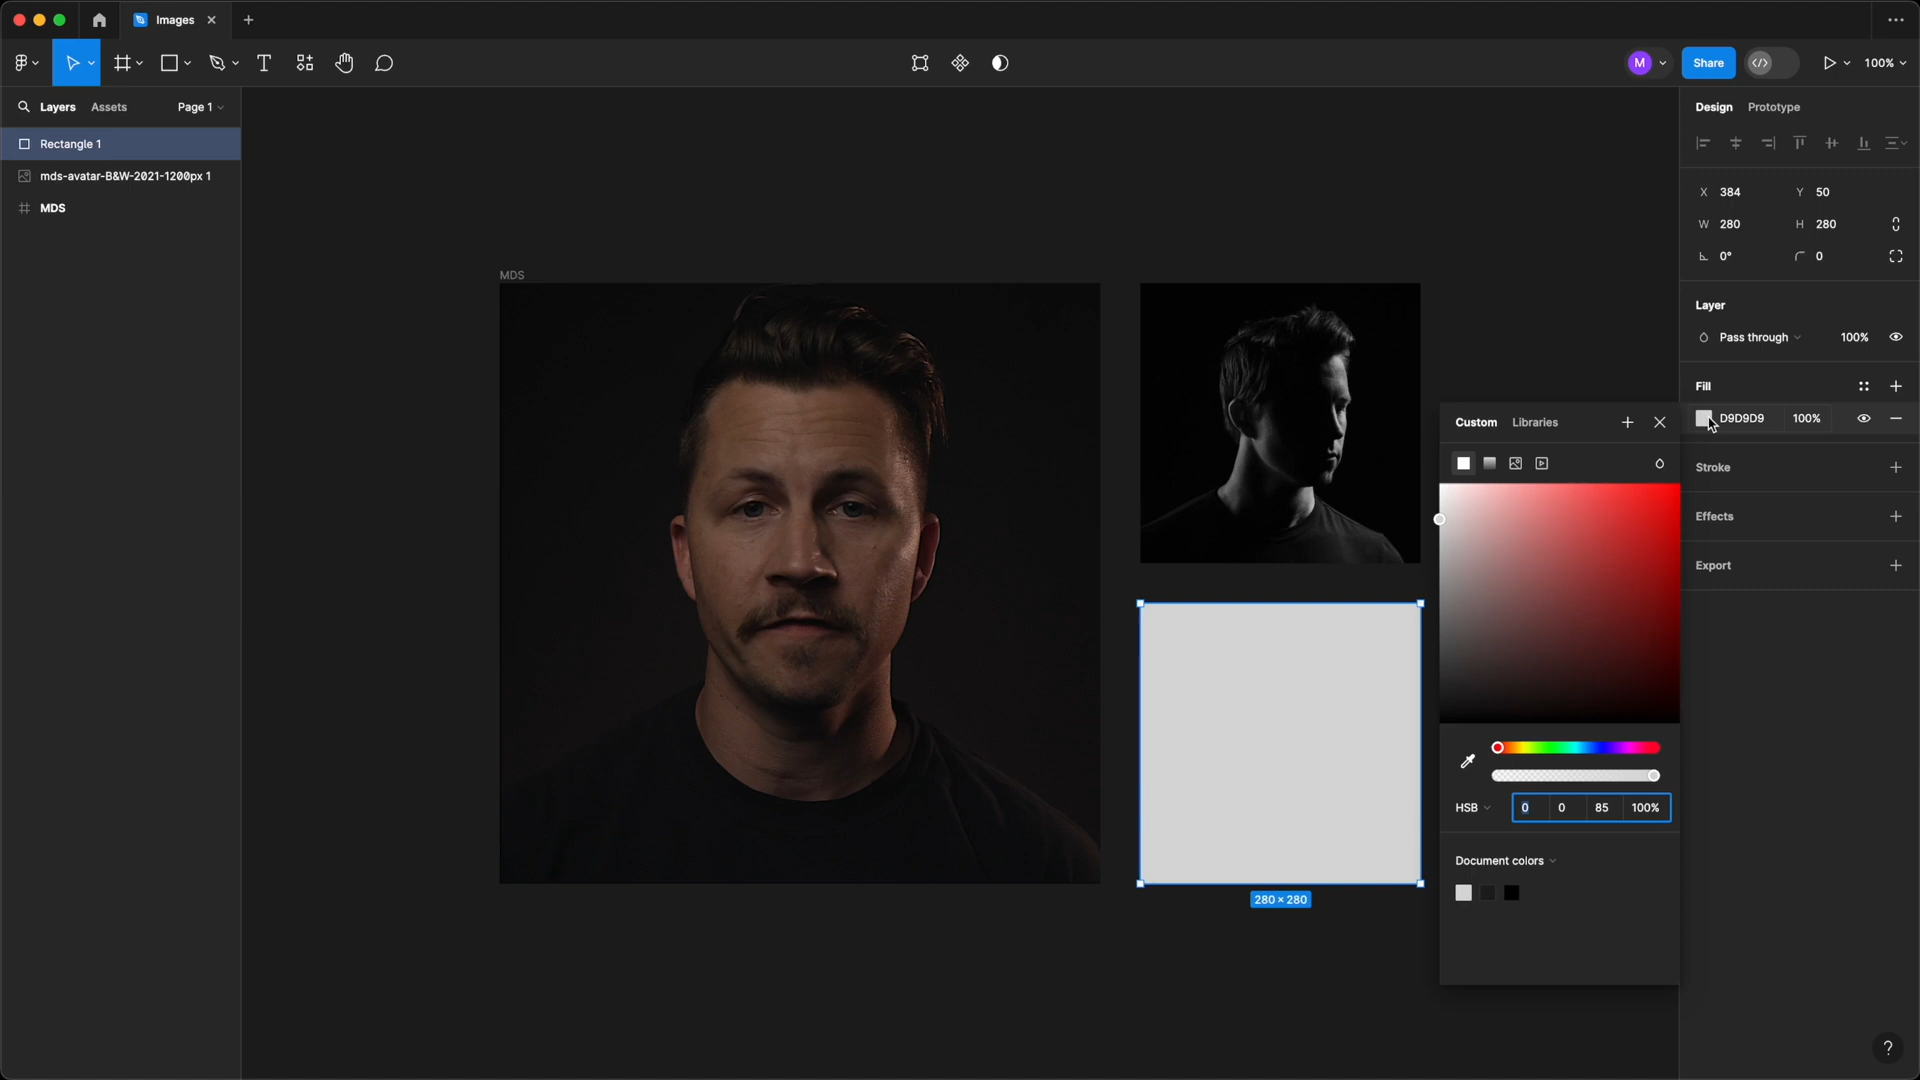 Images
M
Share
100%
Layers
Assets
Page 1
Design
Prototype
Rectangle 1
mds-avatar-B&W-2021-1200px 1
MDS
X 384
Y 50
W 280
H 280
0°
0
Layer
Pass through
100%
MDS
Fill
D9D9D9
100%
Custom
Libraries
Stroke
Effects
Export
HSB
0
0
85
100%
Document colors
280 × 280
?